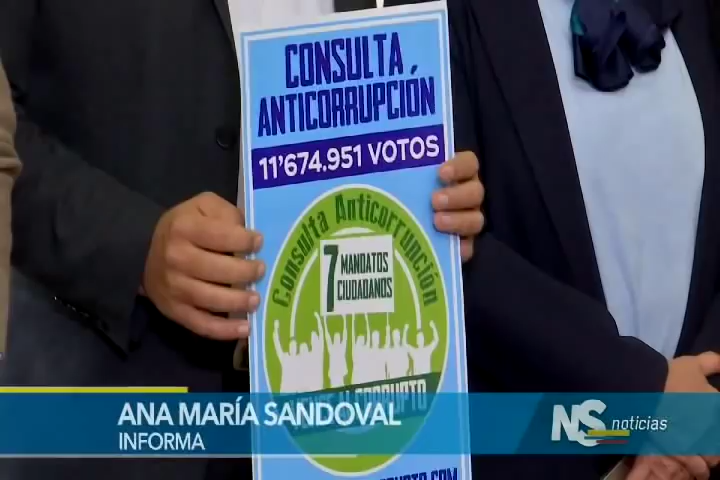 CONSULTA
ANTICORRUPCIÓN
11'674.951 VOTOS
Consulta Anticorrupción
7 MANDATOS
CIUDADANOS
ANA MARÍA SANDOVAL
INFORMA
NS noticias